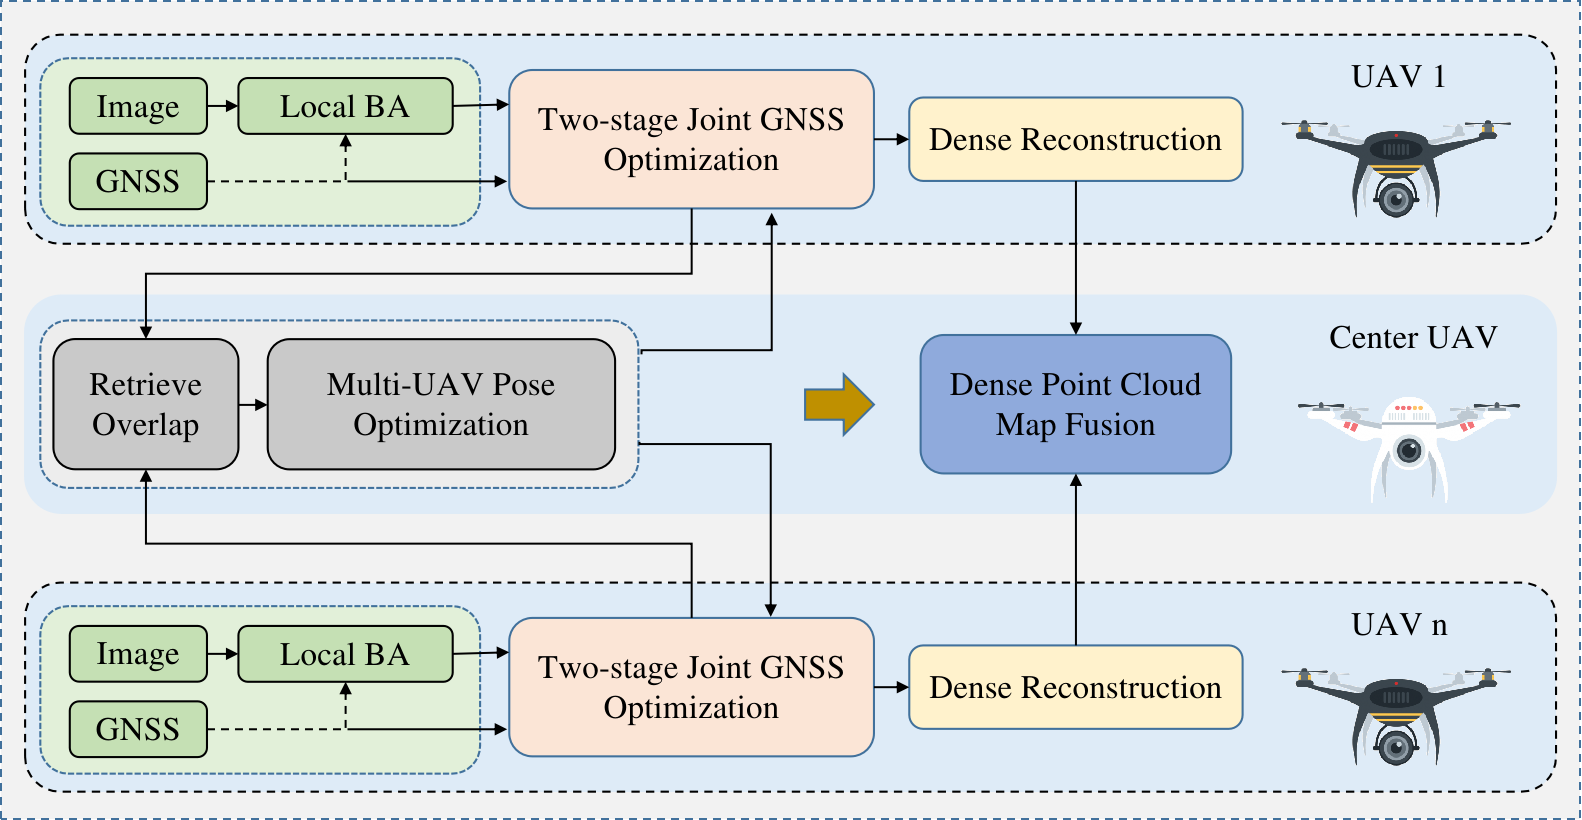 UAV 1
Image
Local BA
GNSS
Two-stage Joint GNSS
Optimization
Dense Reconstruction
Center UAV
Retrieve
Overlap
Multi-UAV Pose
Optimization
Dense Point Cloud
Map Fusion
UAV n
Image
Local BA
GNSS
Two-stage Joint GNSS
Optimization
Dense Reconstruction